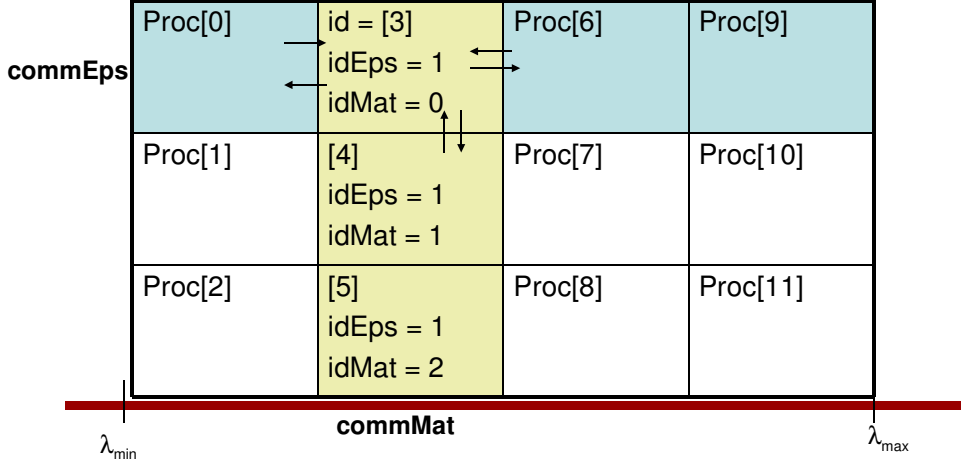 commEps
Proc[0]
id = [3]
idEps = 1
idMat = 0
Proc[6]
Proc[9]
Proc[1]
[4]
idEps = 1
idMat = 1
Proc[7]
Proc[10]
Proc[2]
[5]
idEps = 1
idMat = 2
Proc[8]
Proc[11]
λmin
commMat
λmax